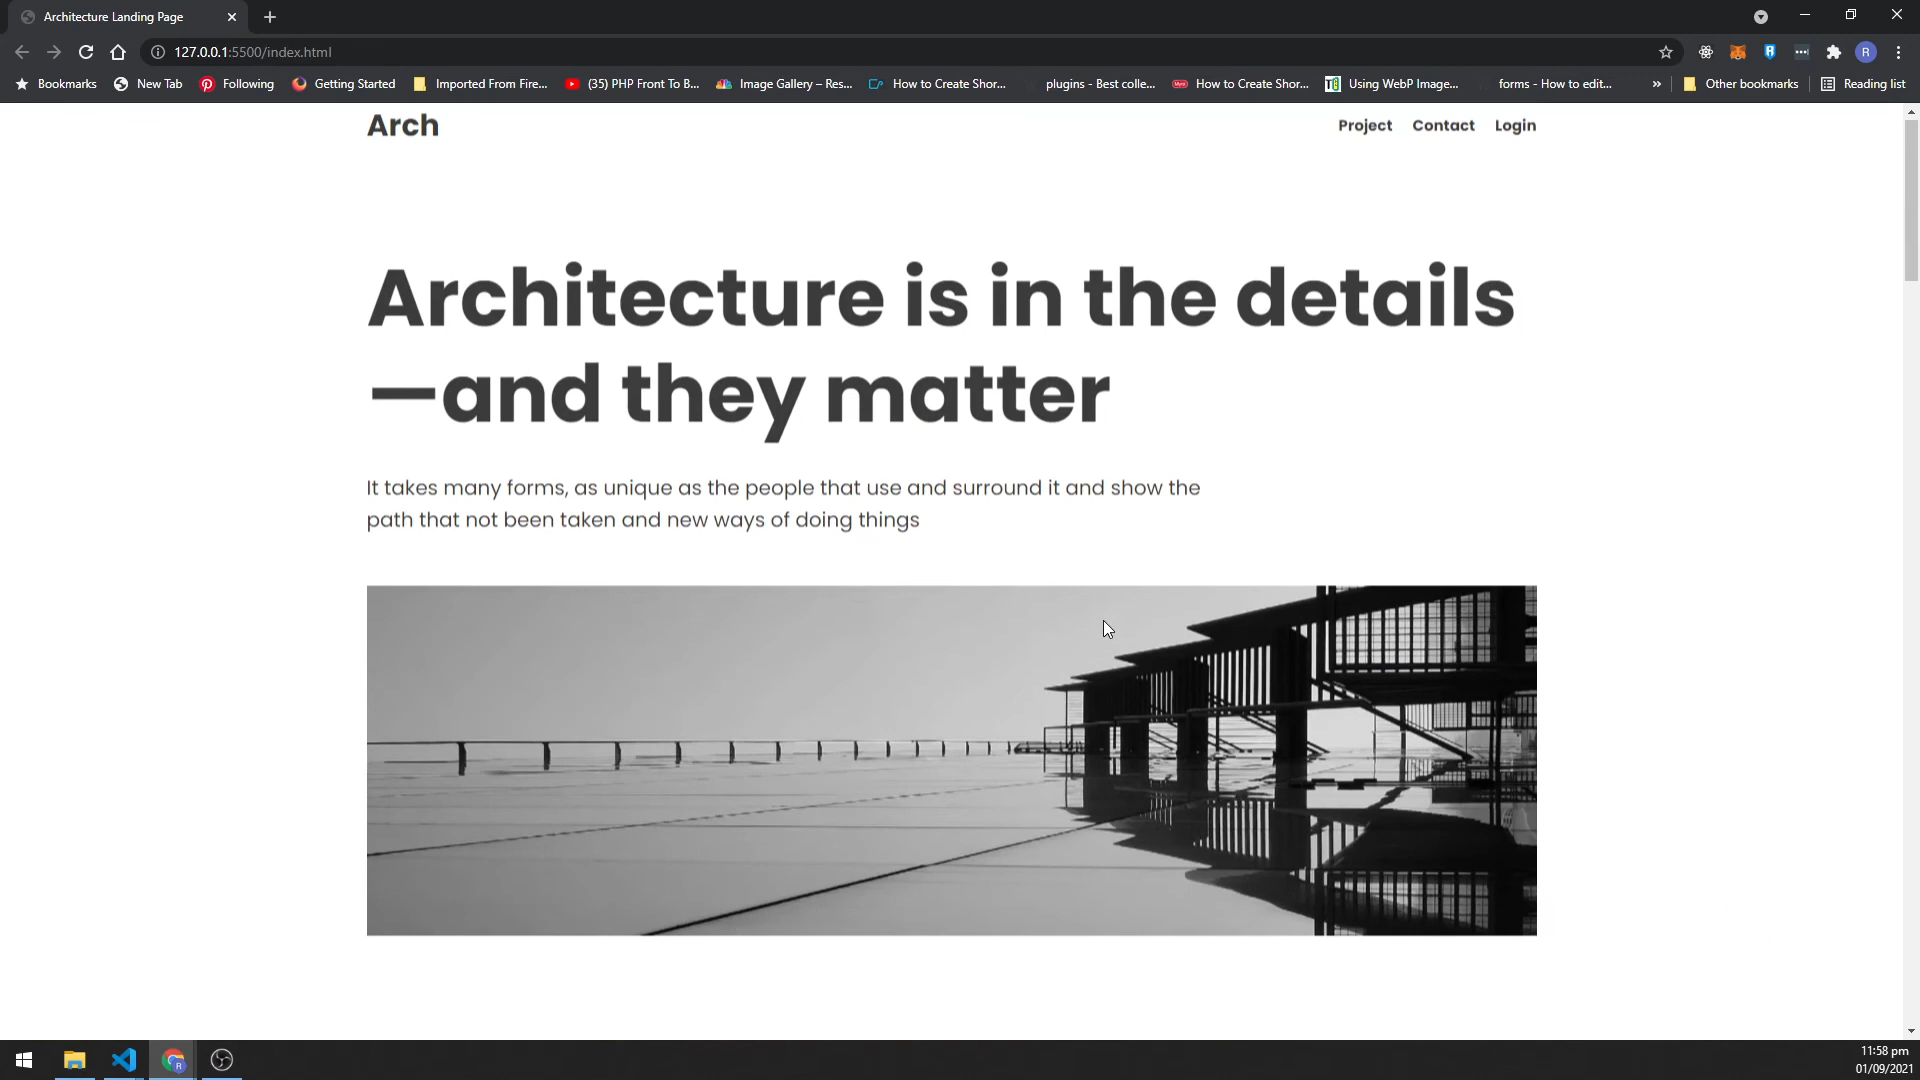 Architecture Landing Page
127.0.0.1:5500/index.html
R
Bookmarks New Tab Following Getting Started Imported From Fire... (35) PHP Front To B... Image Gallery – Res... How to Create Shor... plugins - Best colle... How to Create Shor... Using WebP Image... forms - How to edit... » Other bookmarks Reading list
Arch Project Contact Login
Architecture is in the details
—and they matter
It takes many forms, as unique as the people that use and surround it and show the
path that not been taken and new ways of doing things
11:58 pm
01/09/2021